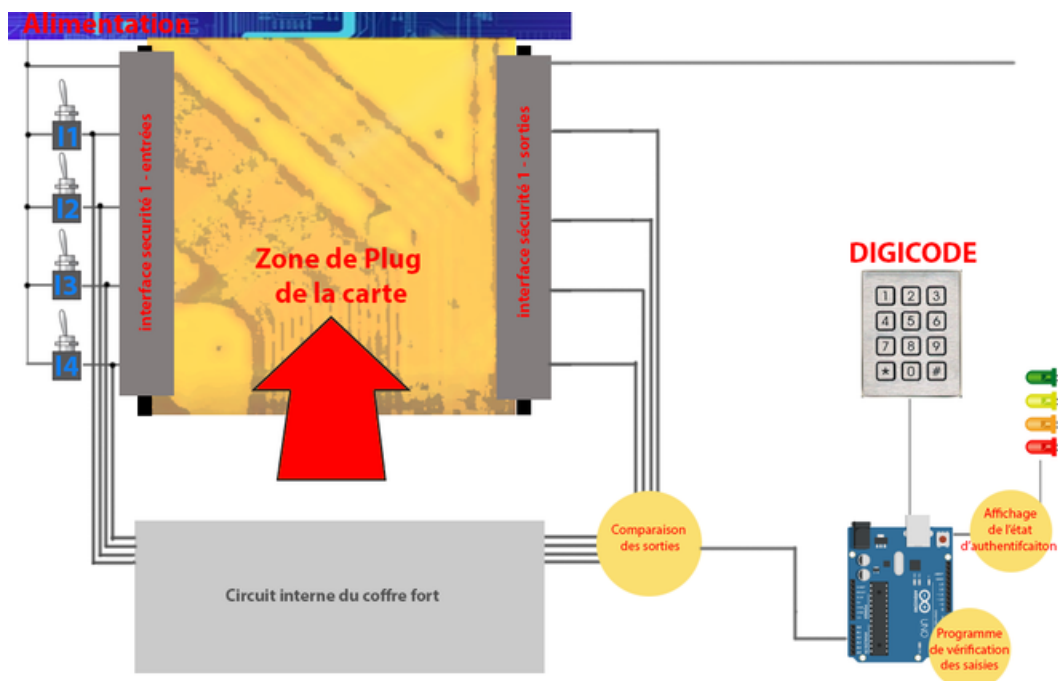 Alimentation
I1
I2
I3
I4
interface securité 1 - entrées
Zone de Plug
de la carte
interface sécurité 1 - sorties
DIGICODE
1 2 3
4 5 6
7 8 9
* 0 #
Comparaison
des sorties
Affichage
de l'état
d'authentifcaiton
Circuit interne du coffre fort
ARDUINO
UNO
Programme
de vérification
des saisies